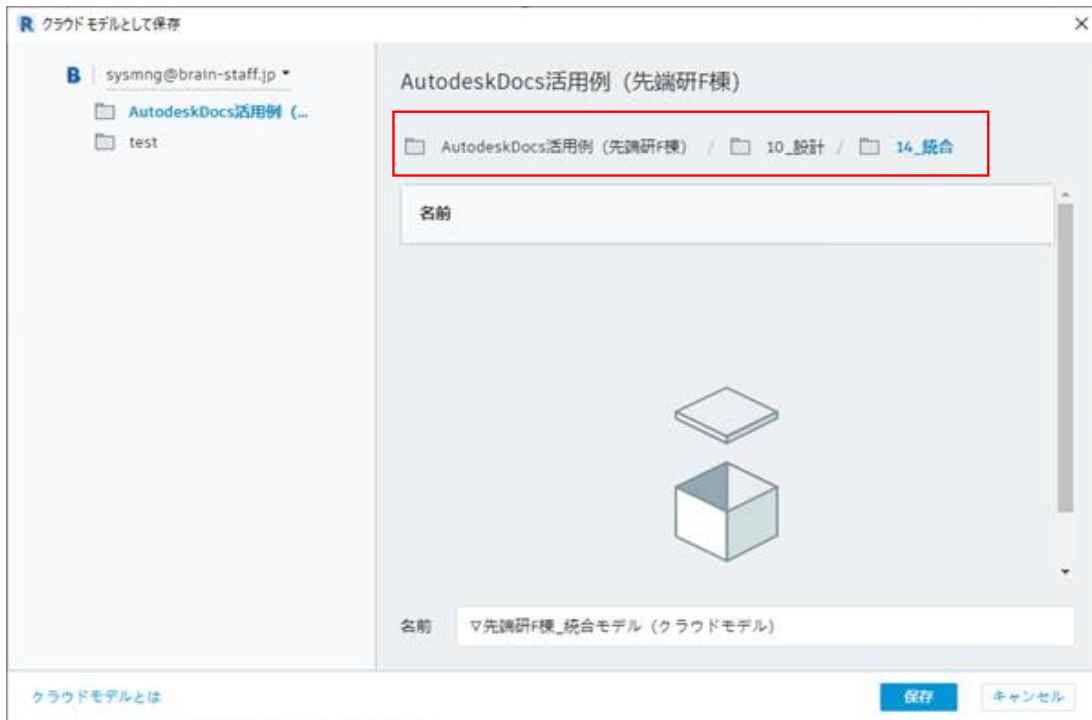 R クラウド モデルとして保存
B sysmng@brain-staff.jp
AutodeskDocs活用例 (...
test
AutodeskDocs活用例（先端研F棟）
AutodeskDocs活用例（先端研F棟） / 10_設計 / 14_統合
名前
名前 ▽先端研F棟_統合モデル（クラウドモデル）
クラウドモデルとは 保存 キャンセル